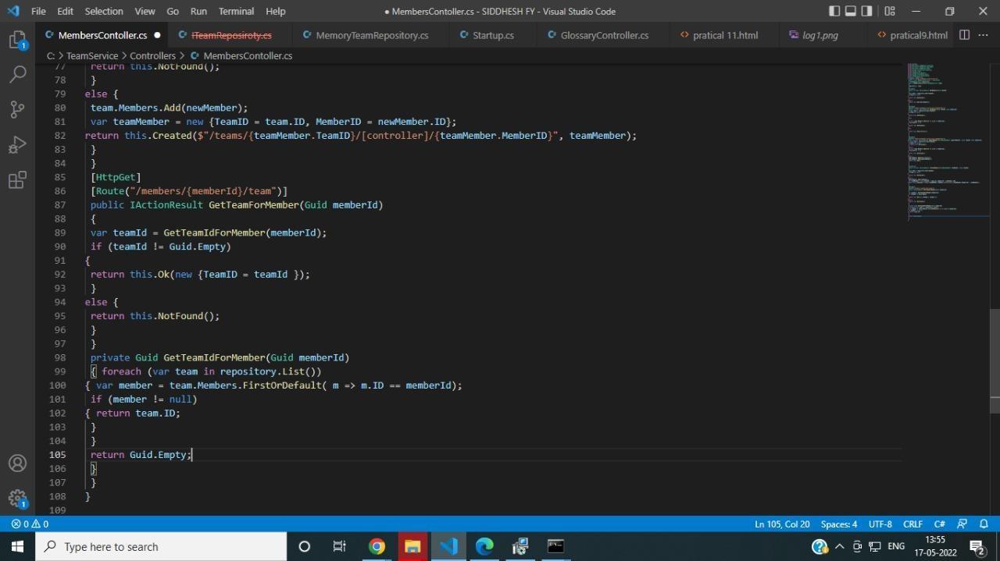 File Edit Selection View Go Run Terminal Help
● MembersContoller.cs - SIDDHESH FY - Visual Studio Code
MembersContoller.cs ● ITeamReposiroty.cs MemoryTeamRepository.cs Startup.cs GlossaryController.cs pratical 11.html log1.png pratical9.html
C: > TeamService > Controllers > MembersContoller.cs
77 return this.NotFound();
78 }
79 else {
80 team.Members.Add(newMember);
81 var teamMember = new {TeamID = team.ID, MemberID = newMember.ID};
82 return this.Created($"/teams/{teamMember.TeamID}/[controller]/{teamMember.MemberID}", teamMember);
83 }
84 }
85 [HttpGet]
86 [Route("/members/{memberId}/team")]
87 public IActionResult GetTeamForMember(Guid memberId)
88 {
89 var teamId = GetTeamIdForMember(memberId);
90 if (teamId != Guid.Empty)
91 {
92 return this.Ok(new {TeamID = teamId });
93 }
94 else {
95 return this.NotFound();
96 }
97 }
98 private Guid GetTeamIdForMember(Guid memberId)
99 { foreach (var team in repository.List())
100 { var member = team.Members.FirstOrDefault( m => m.ID == memberId);
101 if (member != null)
102 { return team.ID;
103 }
104 }
105 return Guid.Empty;
106 }
107 }
108 }
109
0 0 Ln 105, Col 20 Spaces: 4 UTF-8 CRLF C#
Type here to search
ENG
13:55
17-05-2022